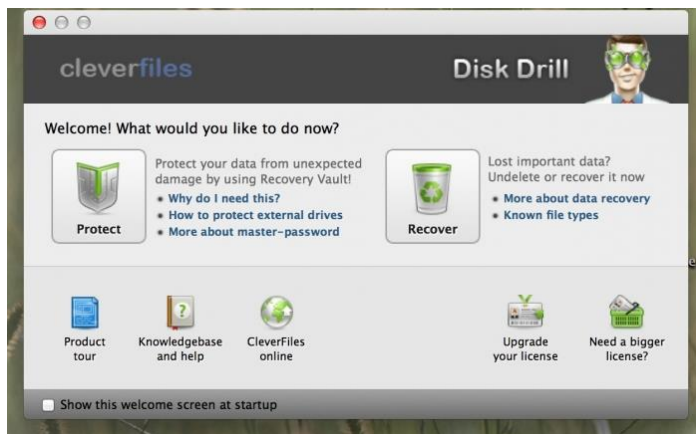 cleverfiles
Disk Drill
Welcome! What would you like to do now?
Protect
Protect your data from unexpected
damage by using Recovery Vault!
Why do I need this?
How to protect external drives
More about master-password
Recover
Lost important data?
Undelete or recover it now
More about data recovery
Known file types
Product
tour
Knowledgebase
and help
CleverFiles
online
Upgrade
your license
Need a bigger
license?
Show this welcome screen at startup